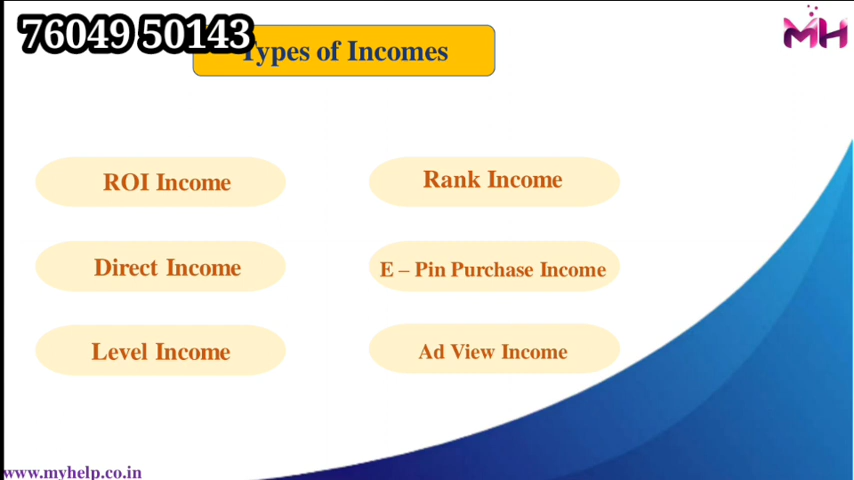 76049 50143
Types of Incomes
MH
ROI Income
Rank Income
Direct Income
E – Pin Purchase Income
Level Income
Ad View Income
www.myhelp.co.in